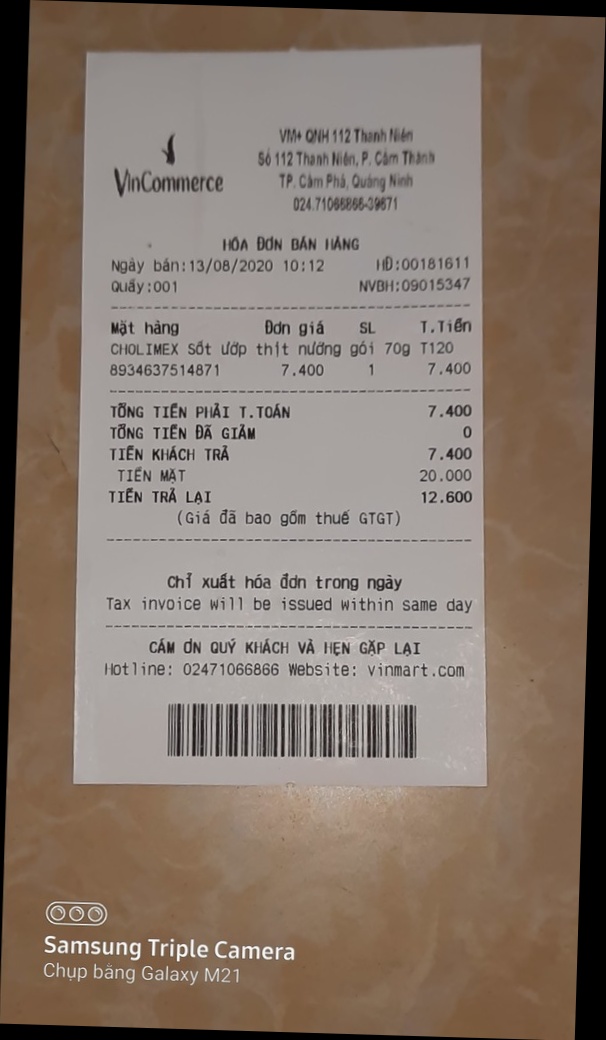 VinCommerce
VM+ QNH 112 Thanh Niên
Số 112 Thanh Niên, P. Cẩm Thành
TP. Cẩm Phả, Quảng Ninh
024.71066866-39671
HÓA ĐƠN BÁN HÀNG
Ngày bán:13/08/2020 10:12 HĐ:00181611
Quầy:001 NVBH:09015347
Mặt hàng Đơn giá SL T.Tiền
CHOLIMEX Sốt ướp thịt nướng gói 70g T120
8934637514871 7.400 1 7.400
TỔNG TIỀN PHẢI T.TOÁN 7.400
TỔNG TIỀN ĐÃ GIẢM 0
TIỀN KHÁCH TRẢ 7.400
TIỀN MẶT 20.000
TIỀN TRẢ LẠI 12.600
(Giá đã bao gồm thuế GTGT)
Chỉ xuất hóa đơn trong ngày
Tax invoice will be issued within same day
CẢM ƠN QUÝ KHÁCH VÀ HẸN GẶP LẠI
Hotline: 02471066866 Website: vinmart.com
Samsung Triple Camera
Chụp bằng Galaxy M21